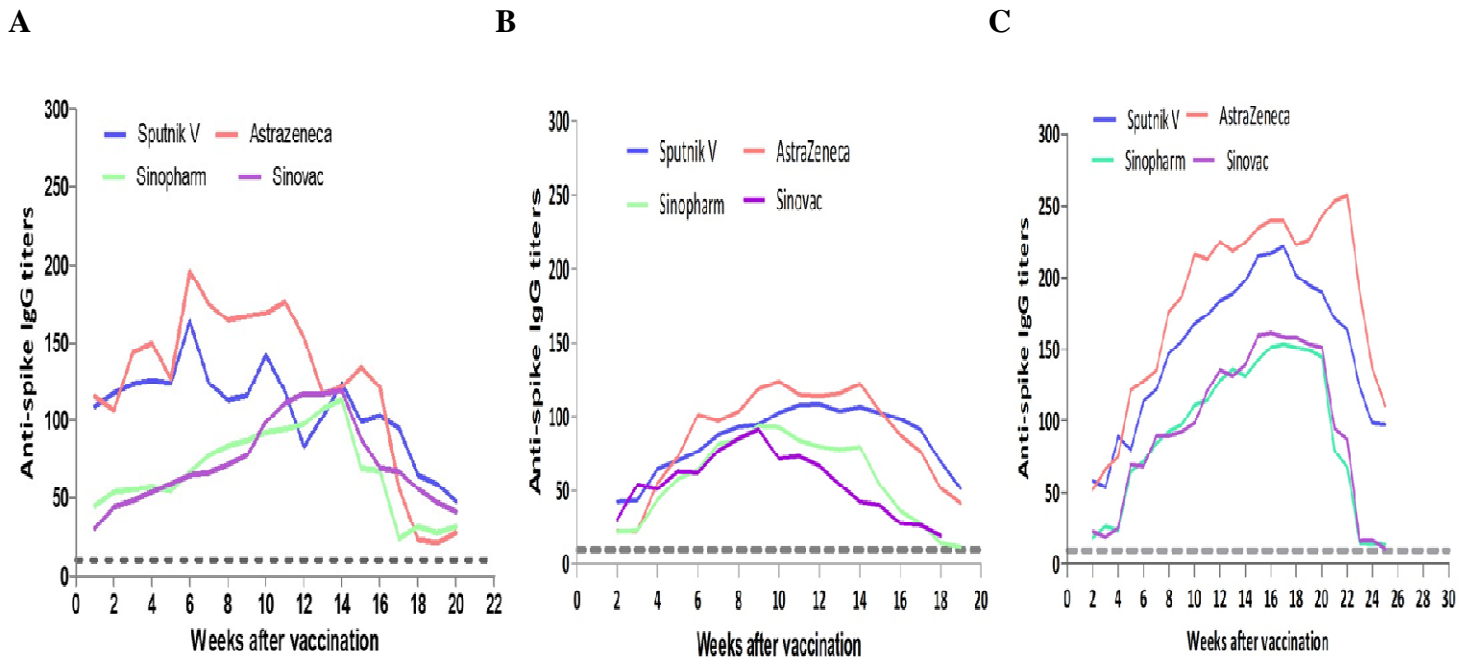 A
B
C
300
250
200
150
100
50
0
Anti-spike IgG titers
Sputnik V
Astrazeneca
Sinopharm
Sinovac
0 2 4 6 8 10 12 14 16 18 20 22
Weeks after vaccination
300
250
200
150
100
50
0
Anti-spike IgG titers
Sputnik V
AstraZeneca
Sinopharm
Sinovac
0 2 4 6 8 10 12 14 16 18 20
Weeks after vaccination
300
250
200
150
100
50
0
Anti-spike IgG titers
Sputnik V
AstraZeneca
Sinopharm
Sinovac
0 2 4 6 8 10 12 14 16 18 20 22 24 26 28 30
Weeks after vaccination